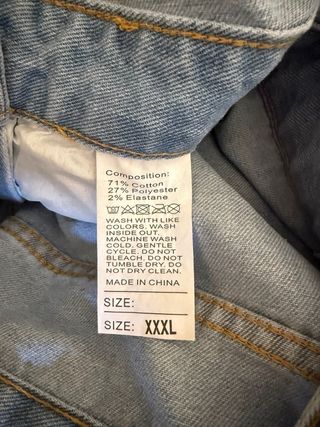 Composition:
71% Cotton
27% Polyester
2% Elastane
WASH WITH LIKE
COLORS. WASH
INSIDE OUT.
MACHINE WASH
COLD. GENTLE
CYCLE. DO NOT
BLEACH. DO NOT
TUMBLE DRY. DO
NOT DRY CLEAN.
MADE IN CHINA
SIZE:
SIZE: XXXL